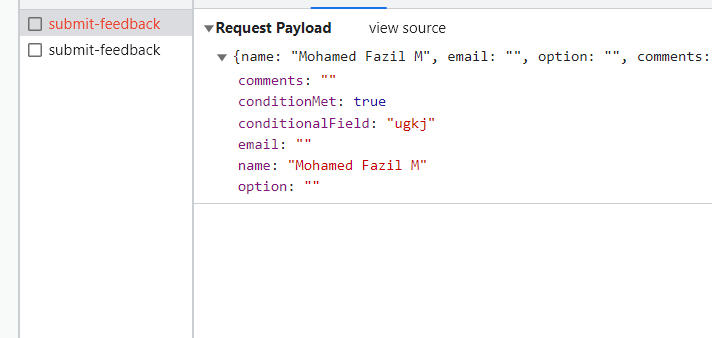 submit-feedback
submit-feedback
Request Payload view source
{name: "Mohamed Fazil M", email: "", option: "", comments:
comments: ""
conditionMet: true
conditionalField: "ugkj"
email: ""
name: "Mohamed Fazil M"
option: ""